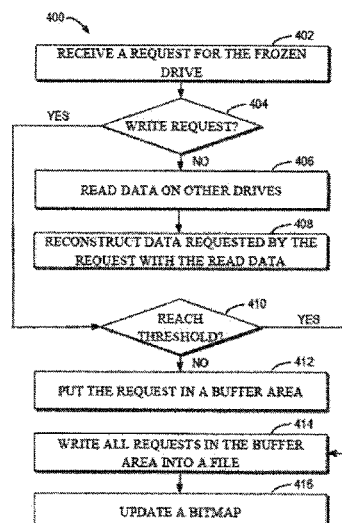 400
402
RECEIVE A REQUEST FOR THE FROZEN
DRIVE
404
YES
WRITE REQUEST?
NO
406
READ DATA ON OTHER DRIVES
408
RECONSTRUCT DATA REQUESTED BY THE
REQUEST WITH THE READ DATA
410
REACH
THRESHOLD?
YES
NO
412
PUT THE REQUEST IN A BUFFER AREA
414
WRITE ALL REQUESTS IN THE BUFFER
AREA INTO A FILE
416
UPDATE A BITMAP